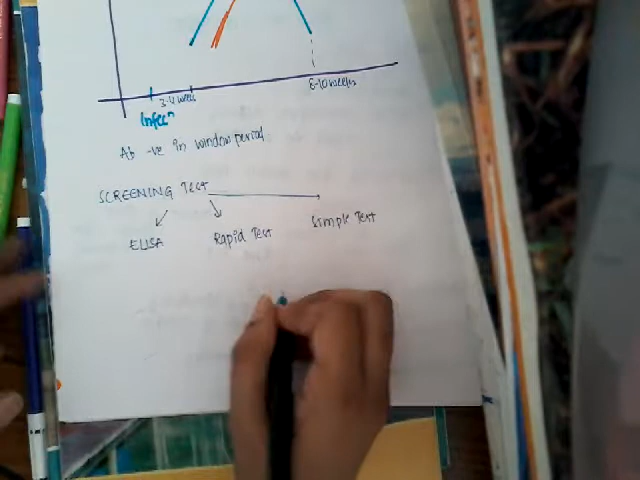 3-4 weeks
6-10 weeks
Infecⁿ
Ab -ve in window period
SCREENING TEST
ELISA Rapid Test Simple Test